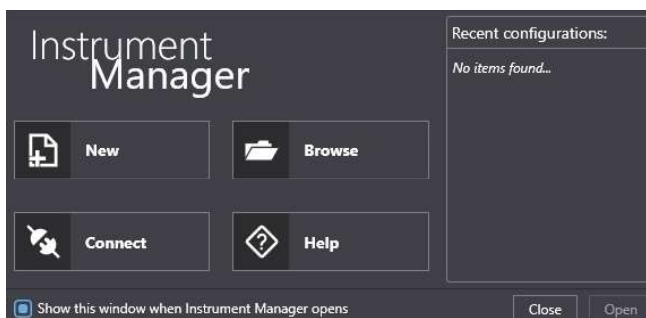 Instrument
Manager
Recent configurations:
No items found...
New
Browse
Connect
Help
Show this window when Instrument Manager opens
Close
Open